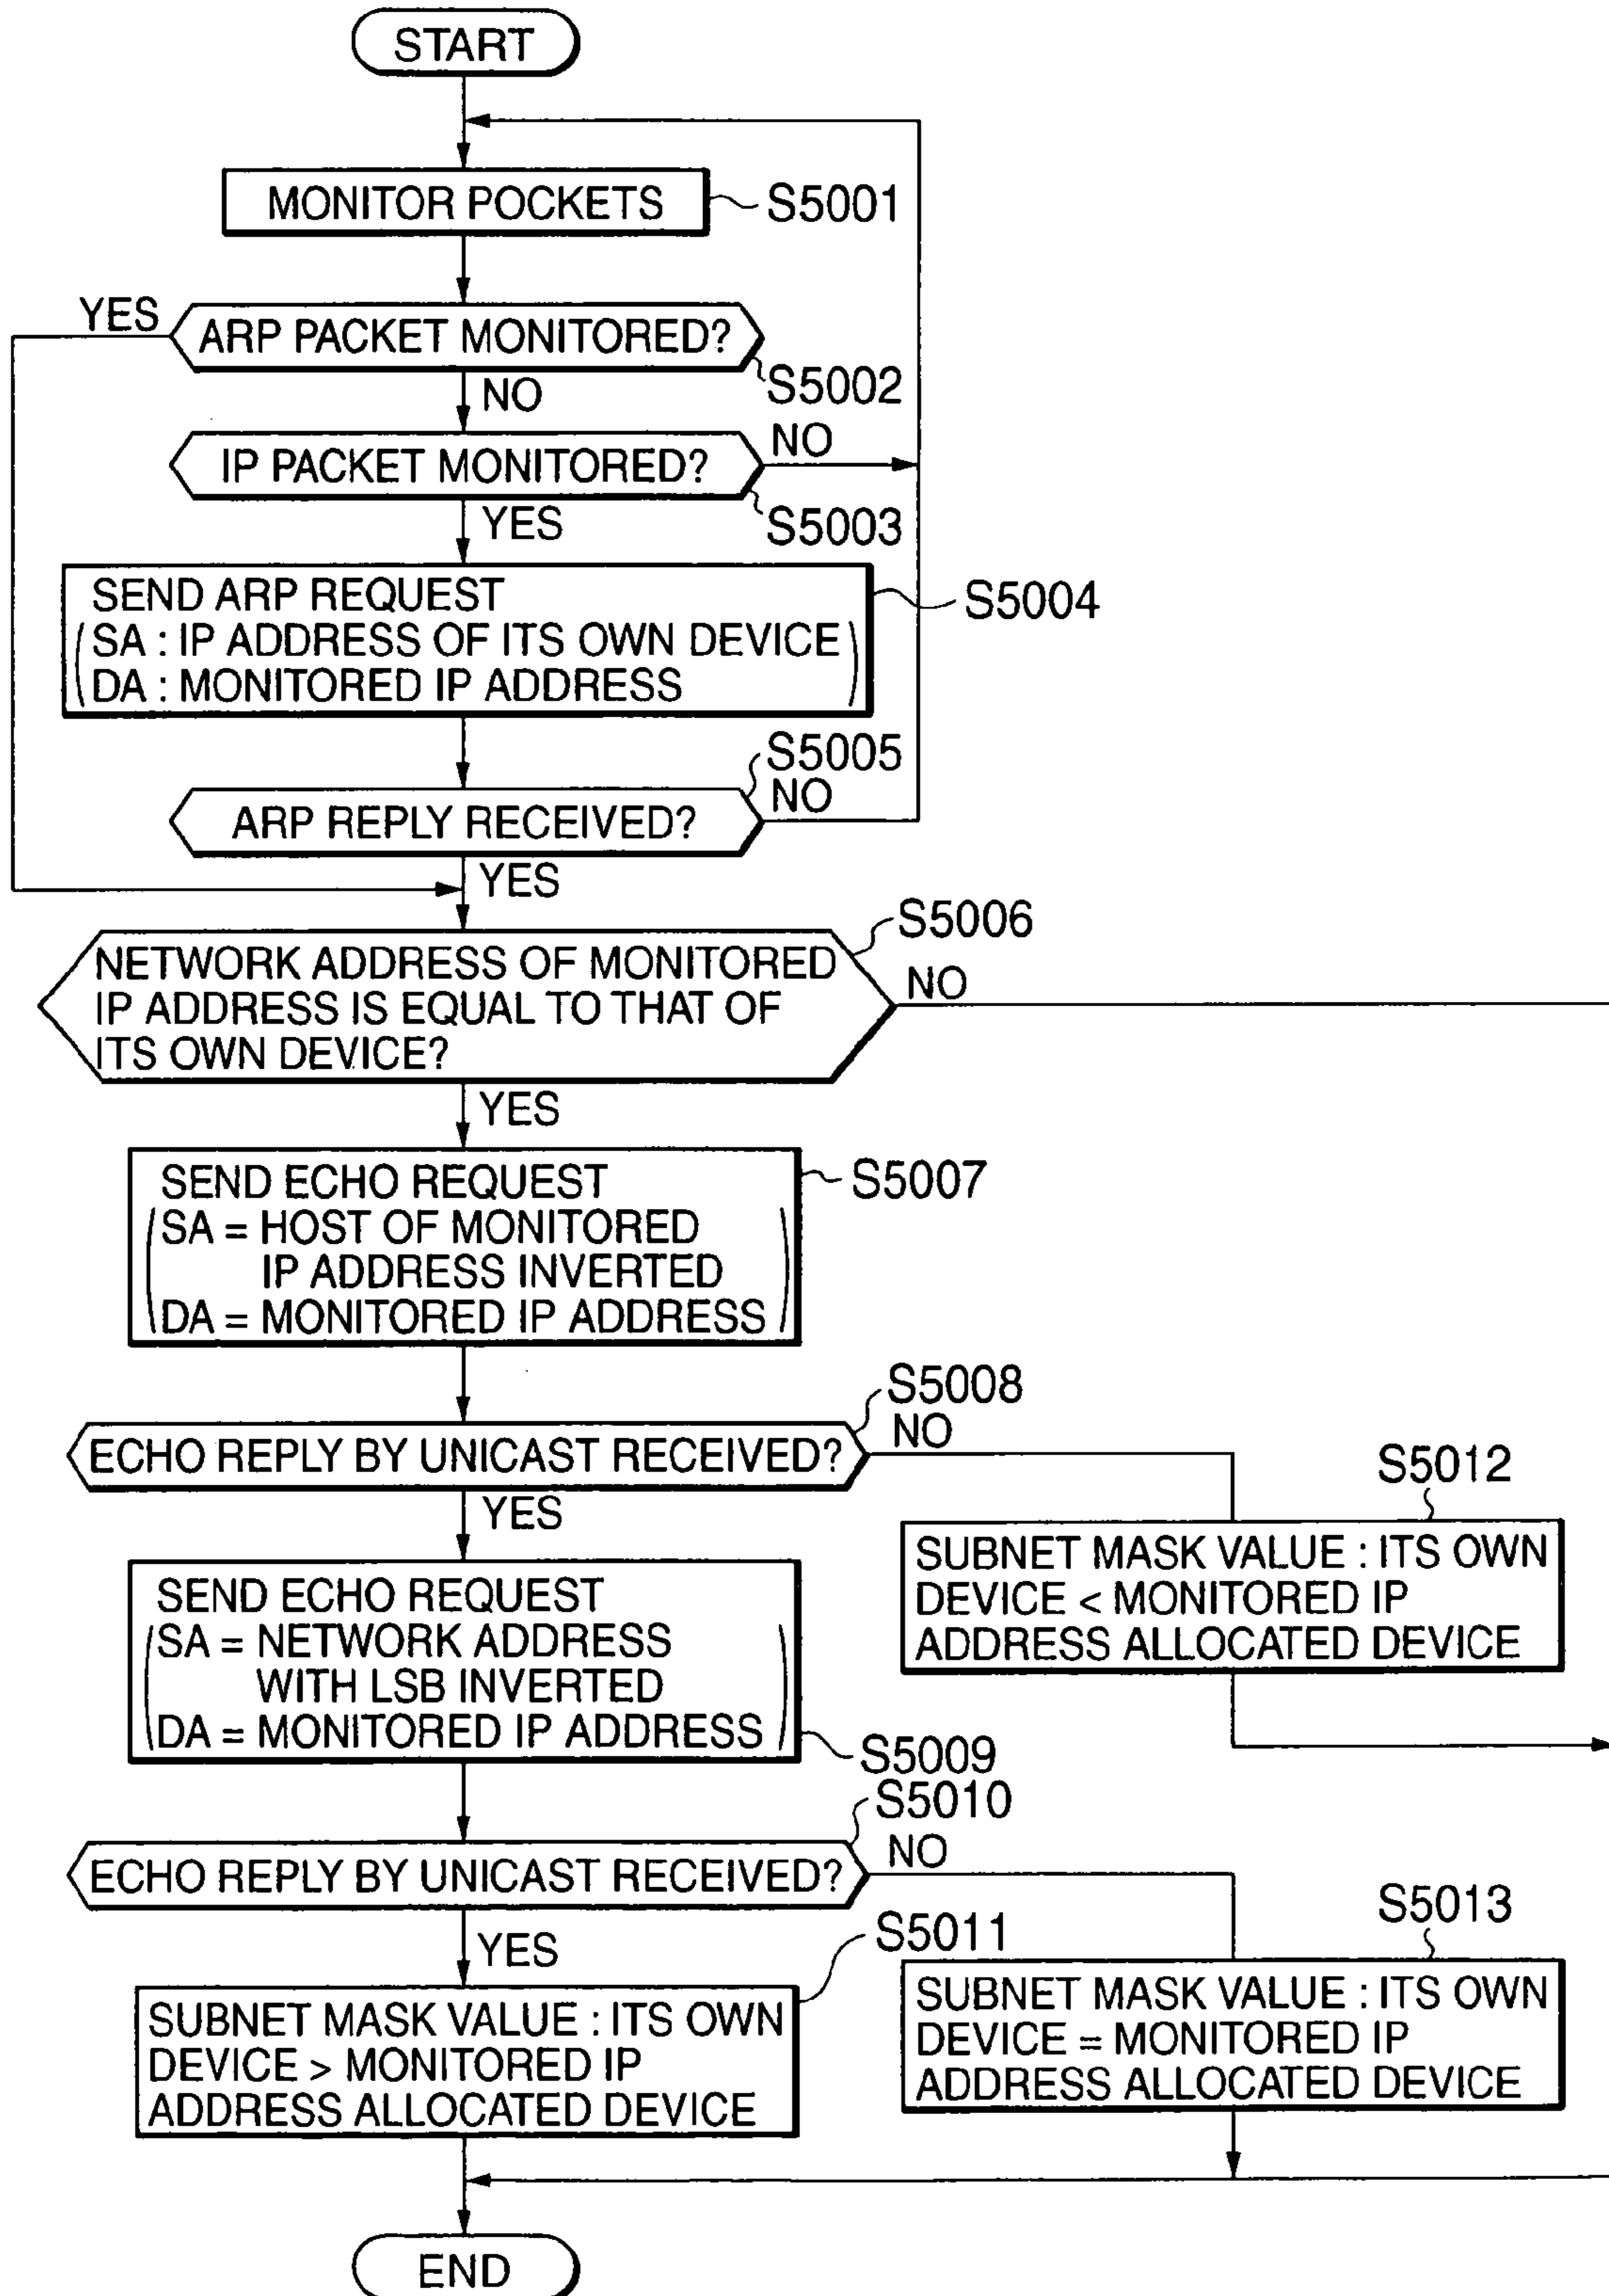 START
MONITOR POCKETS
S5001
YES
ARP PACKET MONITORED?
S5002
NO
IP PACKET MONITORED?
NO
S5003
YES
SEND ARP REQUEST
(SA : IP ADDRESS OF ITS OWN DEVICE
DA : MONITORED IP ADDRESS)
S5004
S5005
NO
ARP REPLY RECEIVED?
YES
S5006
NETWORK ADDRESS OF MONITORED
IP ADDRESS IS EQUAL TO THAT OF
ITS OWN DEVICE?
NO
YES
SEND ECHO REQUEST
(SA = HOST OF MONITORED
IP ADDRESS INVERTED
DA = MONITORED IP ADDRESS)
S5007
S5008
NO
ECHO REPLY BY UNICAST RECEIVED?
YES
S5012
SUBNET MASK VALUE : ITS OWN
DEVICE < MONITORED IP
ADDRESS ALLOCATED DEVICE
SEND ECHO REQUEST
(SA = NETWORK ADDRESS
WITH LSB INVERTED
DA = MONITORED IP ADDRESS)
S5009
S5010
NO
ECHO REPLY BY UNICAST RECEIVED?
YES
S5011
SUBNET MASK VALUE : ITS OWN
DEVICE > MONITORED IP
ADDRESS ALLOCATED DEVICE
S5013
SUBNET MASK VALUE : ITS OWN
DEVICE = MONITORED IP
ADDRESS ALLOCATED DEVICE
END